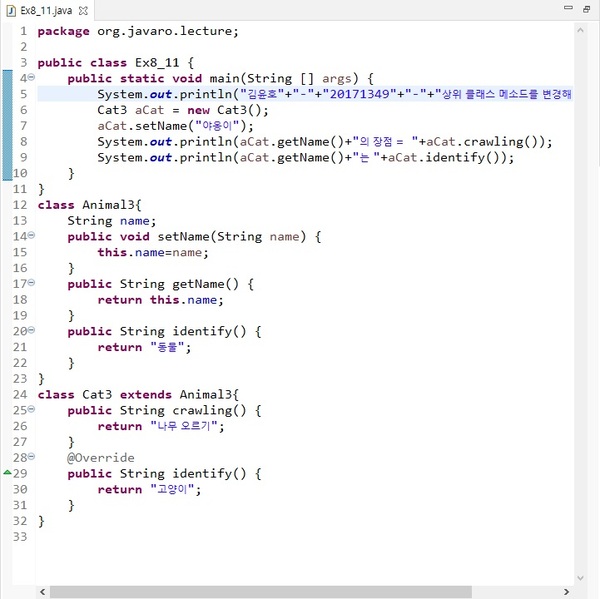 Ex8_11.java
1 package org.javaro.lecture;
2
3 public class Ex8_11 {
4 public static void main(String [] args) {
5 System.out.println("김윤호"+"-"+"20171349"+"-"+"상위 클래스 메소드를 변경해
6 Cat3 aCat = new Cat3();
7 aCat.setName("야옹이");
8 System.out.println(aCat.getName()+"의 장점 = "+aCat.crawling());
9 System.out.println(aCat.getName()+"는 "+aCat.identify());
10 }
11 }
12 class Animal3{
13 String name;
14 public void setName(String name) {
15 this.name=name;
16 }
17 public String getName() {
18 return this.name;
19 }
20 public String identify() {
21 return "동물";
22 }
23 }
24 class Cat3 extends Animal3{
25 public String crawling() {
26 return "나무 오르기";
27 }
28 @Override
29 public String identify() {
30 return "고양이";
31 }
32 }
33